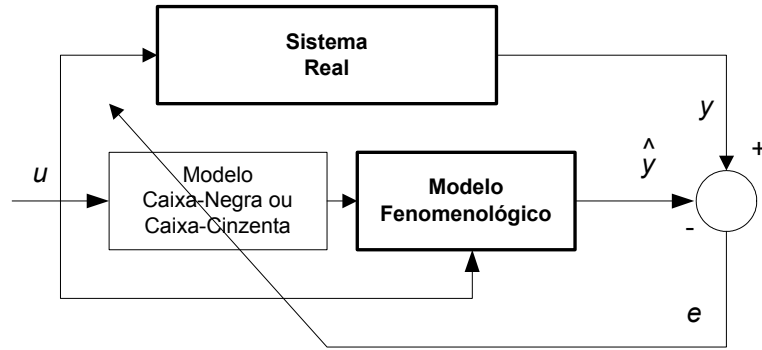 Sistema
Real
y
+
u
Modelo
Caixa-Negra ou
Caixa-Cinzenta
Modelo
Fenomenológico
ŷ
-
e